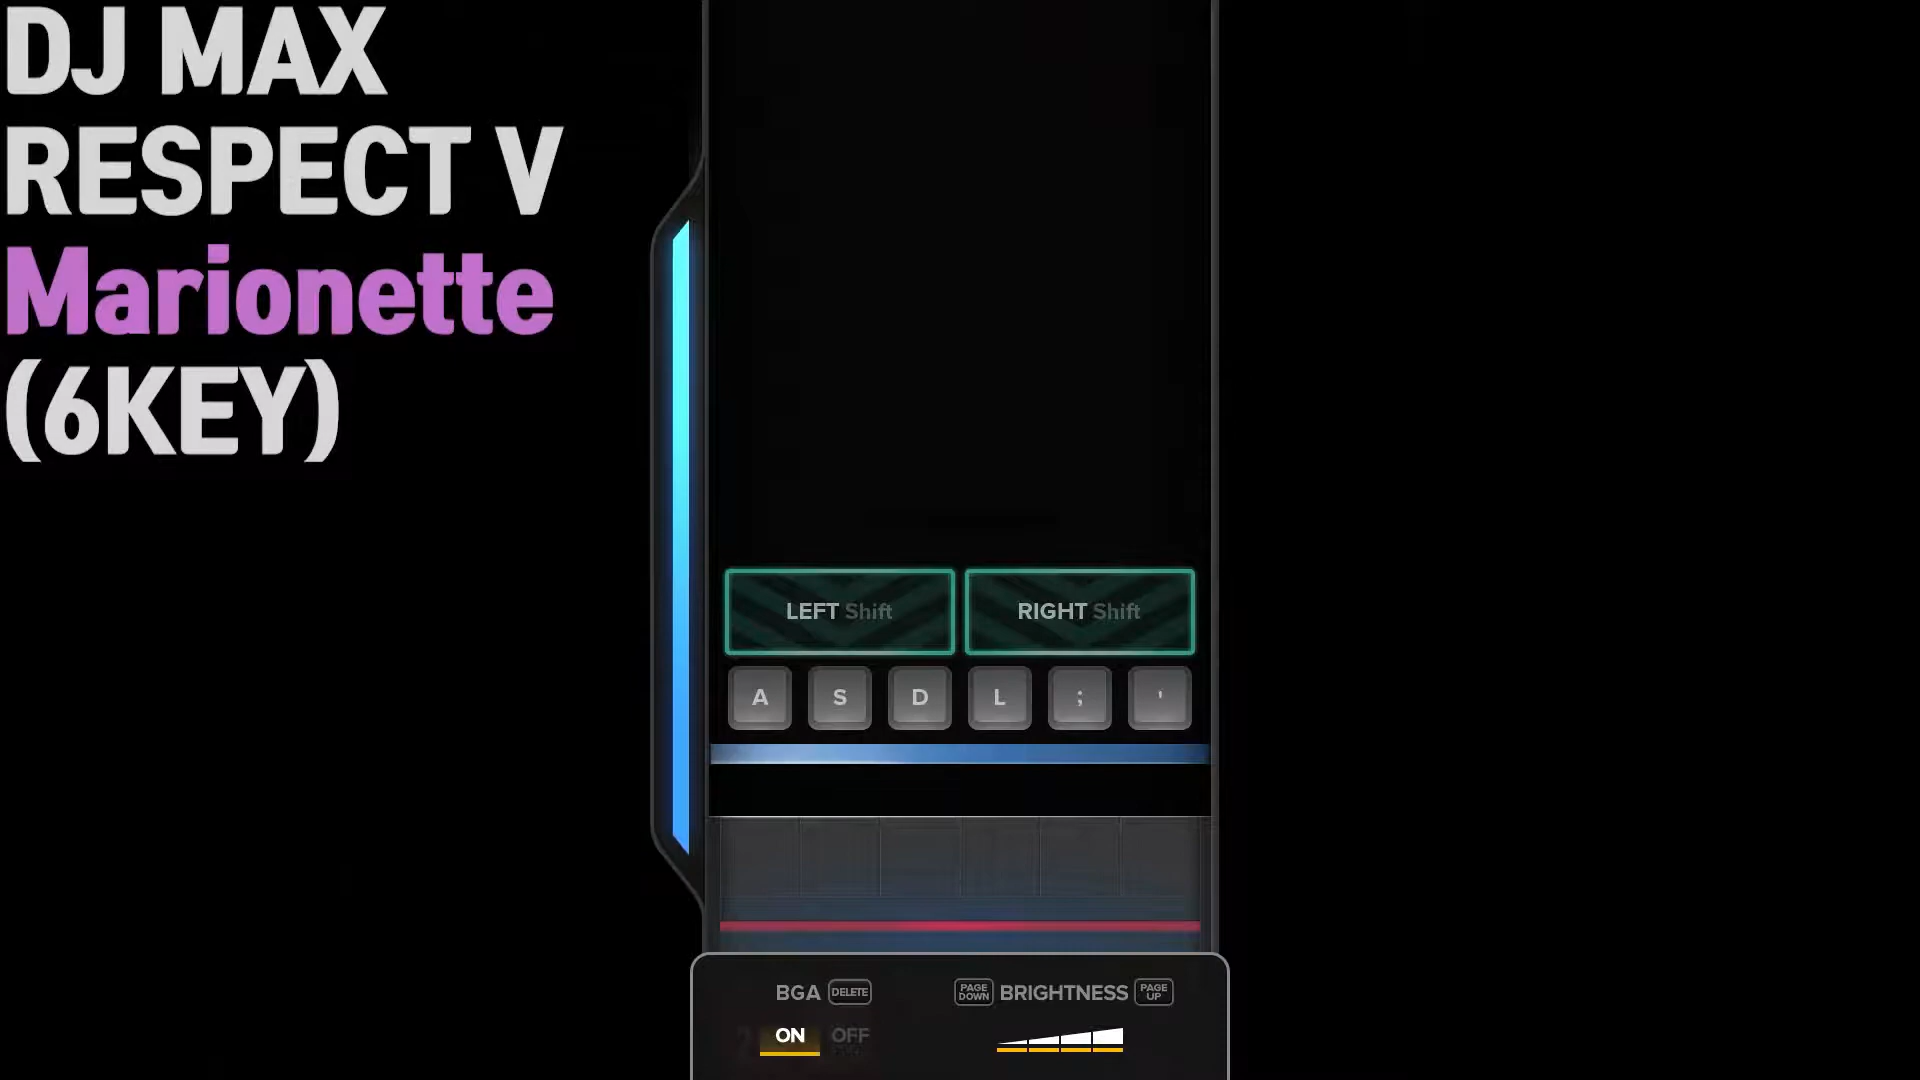 DJ MAX
RESPECT V
Marionette
(6KEY)
LEFT Shift RIGHT Shift
A S D L ; '
BGA DELETE PAGE DOWN BRIGHTNESS PAGE UP
ON OFF